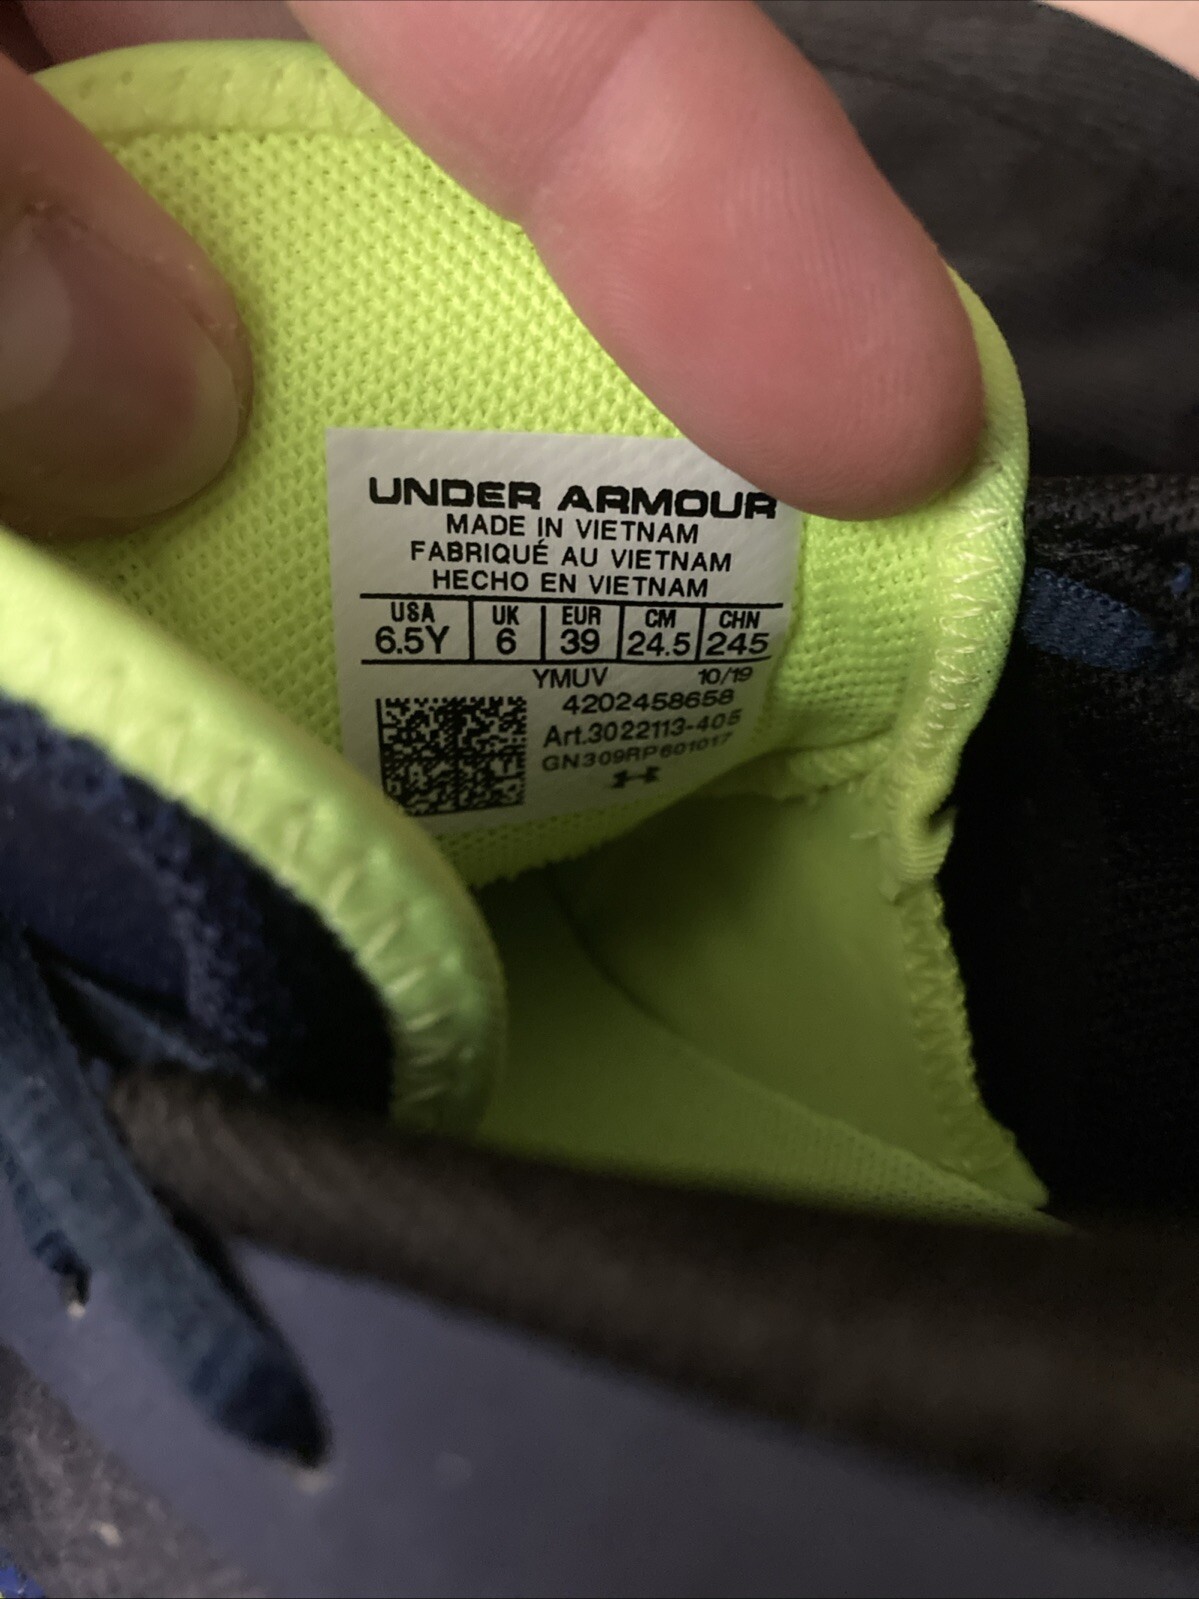 UNDER ARMOUR
MADE IN VIETNAM
FABRIQUÉ AU VIETNAM
HECHO EN VIETNAM
USA UK EUR CM CHN
6.5Y 6 39 24.5 245
YMUV 10/19
4202458658
Art.3022113-405
GN309RP601017